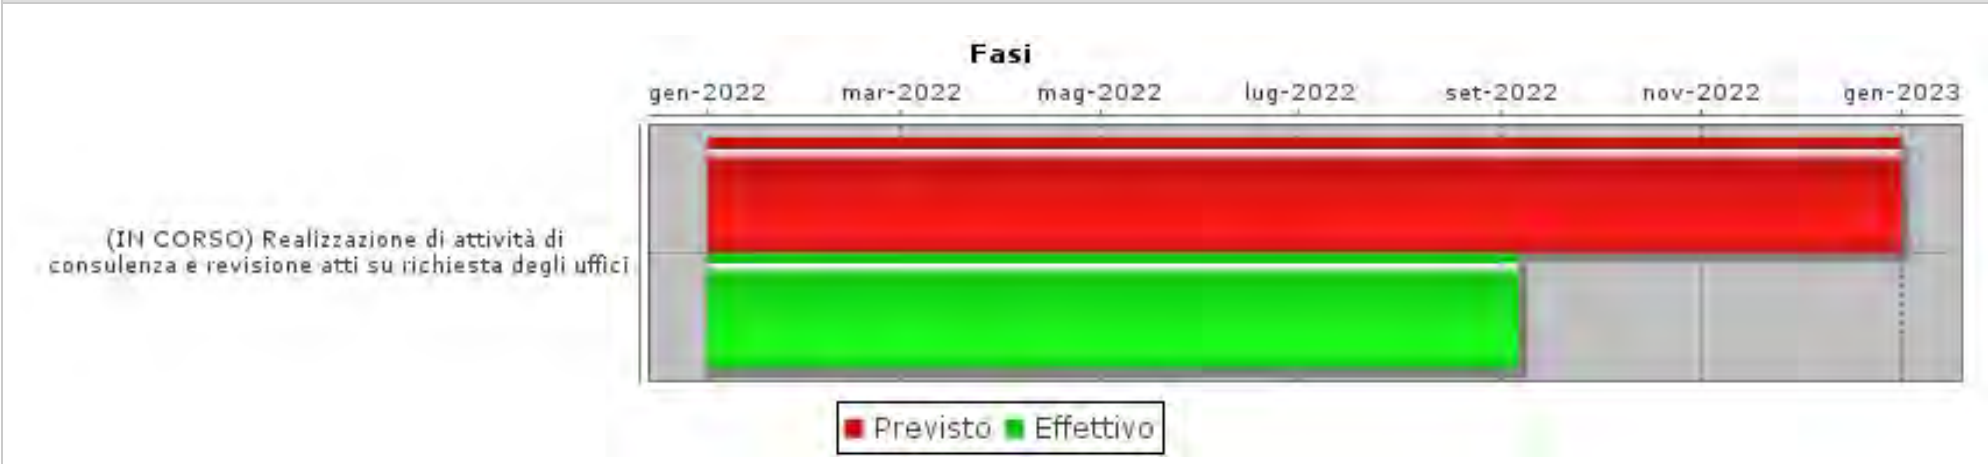 Fasi
gen-2022 mar-2022 mag-2022 lug-2022 set-2022 nov-2022 gen-2023
(IN CORSO) Realizzazione di attività di
consulenza e revisione atti su richiesta degli uffici
Previsto Effettivo